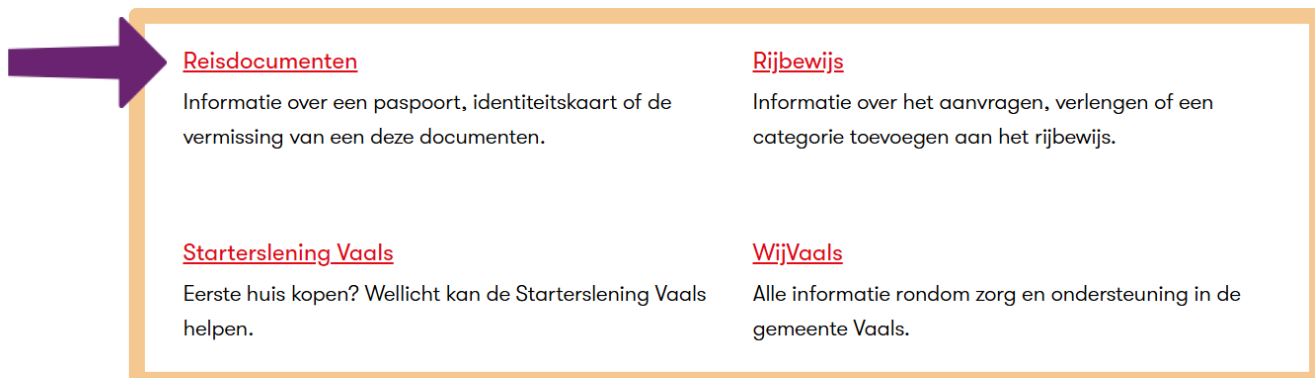 Reisdocumenten
Informatie over een paspoort, identiteitskaart of de
vermissing van een deze documenten.
Rijbewijs
Informatie over het aanvragen, verlengen of een
categorie toevoegen aan het rijbewijs.
Starterslening Vaals
Eerste huis kopen? Wellicht kan de Starterslening Vaals
helpen.
WijVaals
Alle informatie rondom zorg en ondersteuning in de
gemeente Vaals.